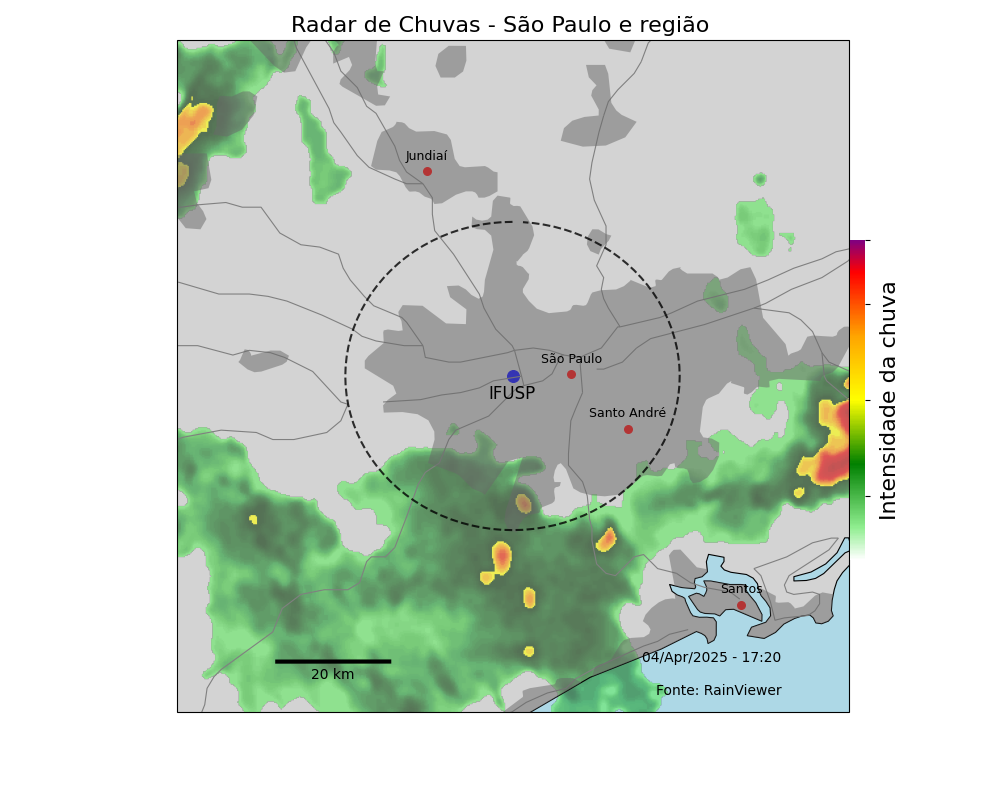 Radar de Chuvas - São Paulo e região
Jundiaí
São Paulo
IFUSP
Santo André
Intensidade da chuva
Santos
04/Apr/2025 - 17:20
20 km
Fonte: RainViewer